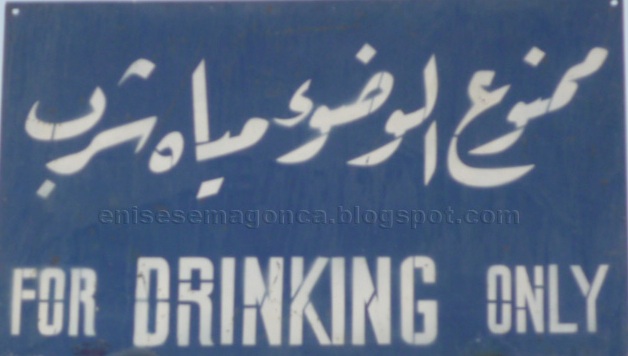 ممنوع الوضوء مياه شرب
enisesemagonca.blogspot.com
FOR DRINKING ONLY